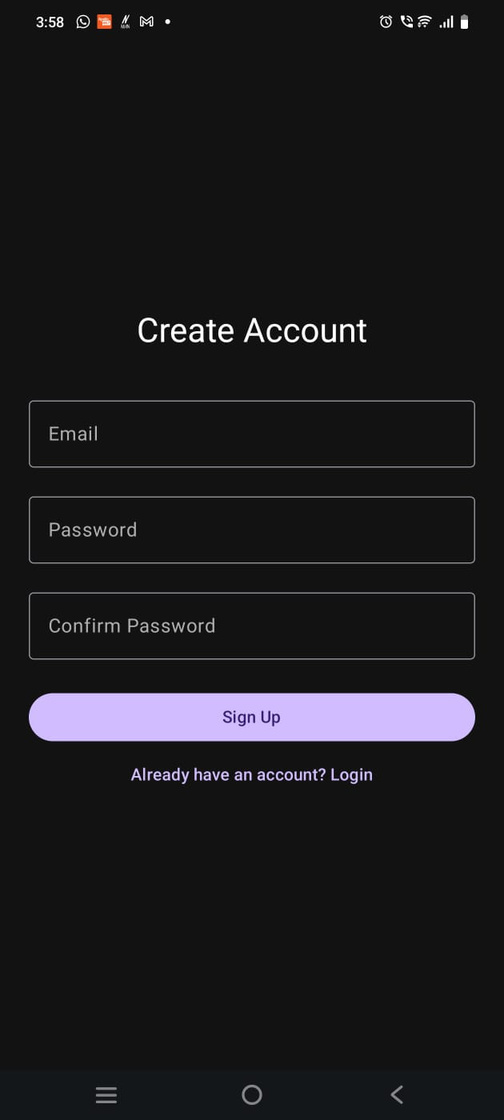 3:58
Create Account
Email
Password
Confirm Password
Sign Up
Already have an account? Login